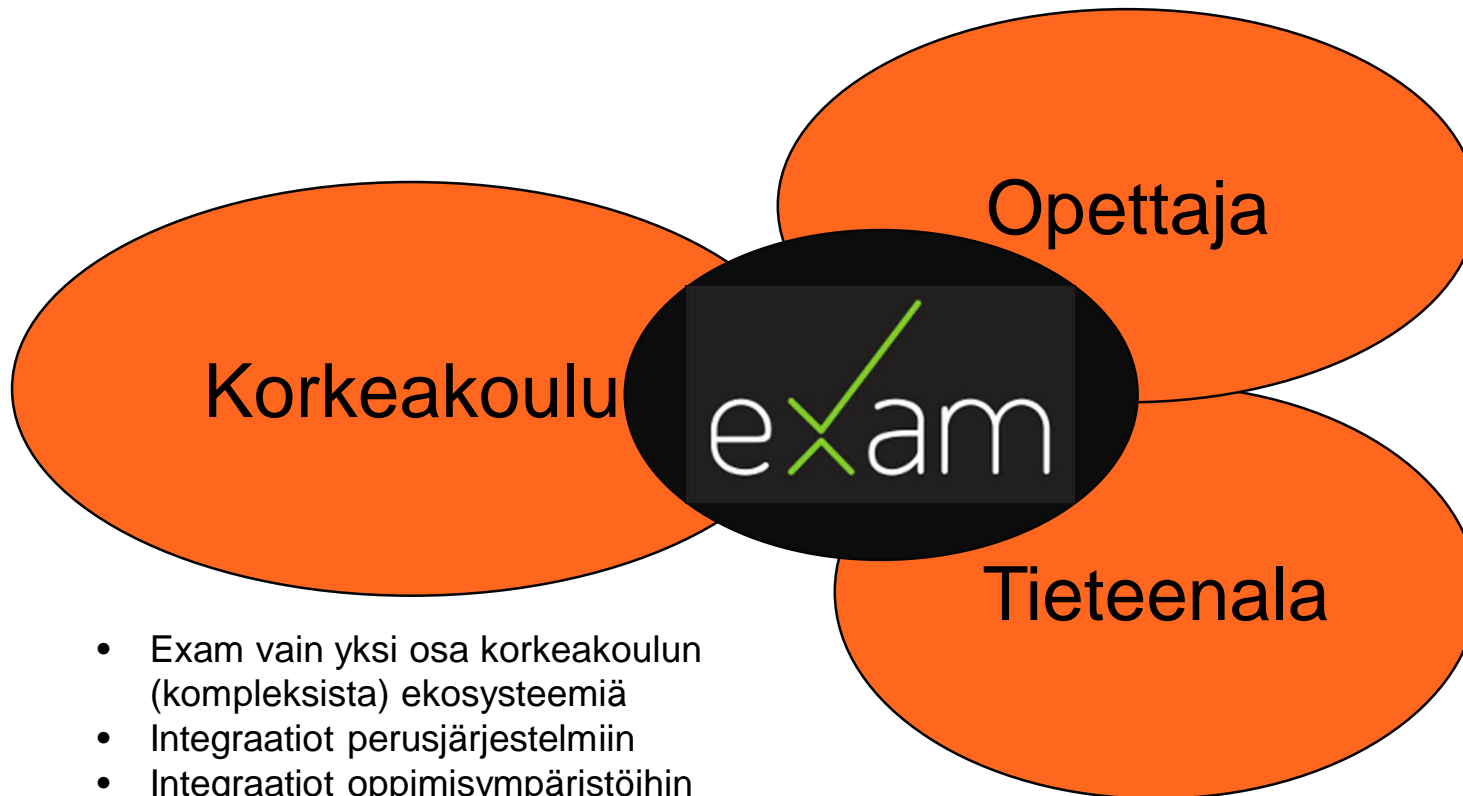 Opettaja
Korkeakoulu
exam
Tieteenala
• Exam vain yksi osa korkeakoulun
(kompleksista) ekosysteemiä
• Integraatiot perusjärjestelmiin
• Integraatiot oppimisympäristöihin